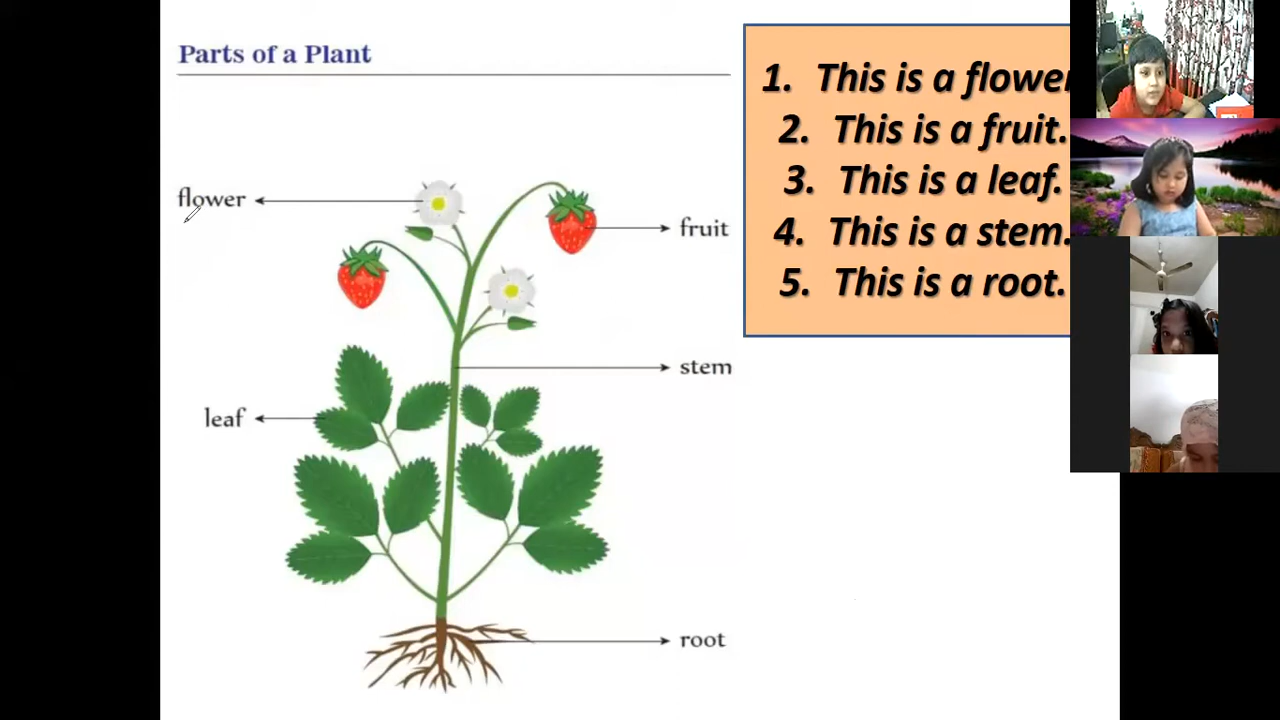 Parts of a Plant
flower
fruit
stem
leaf
root
1. This is a flower
2. This is a fruit.
3. This is a leaf.
4. This is a stem.
5. This is a root.